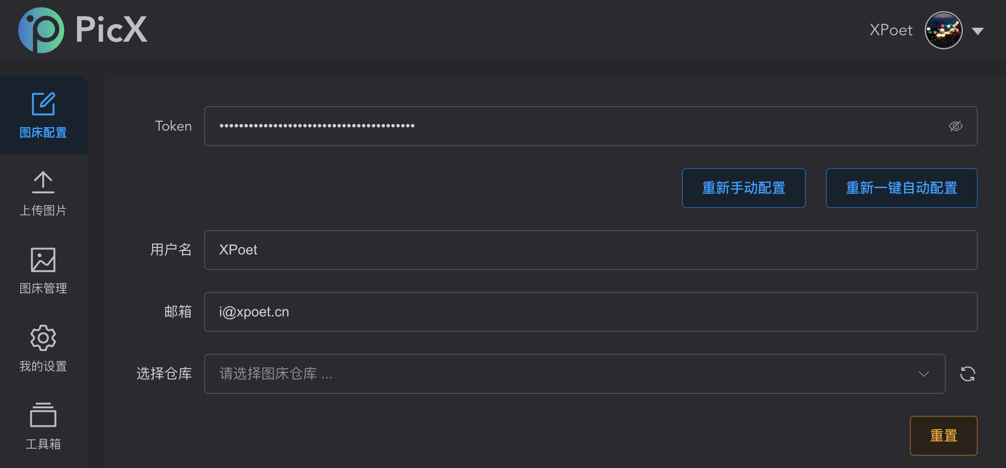 PicX
XPoet
图床配置
上传图片
图床管理
我的设置
工具箱
Token
重新手动配置
重新一键自动配置
用户名
XPoet
邮箱
i@xpoet.cn
选择仓库
请选择图床仓库 ...
重置